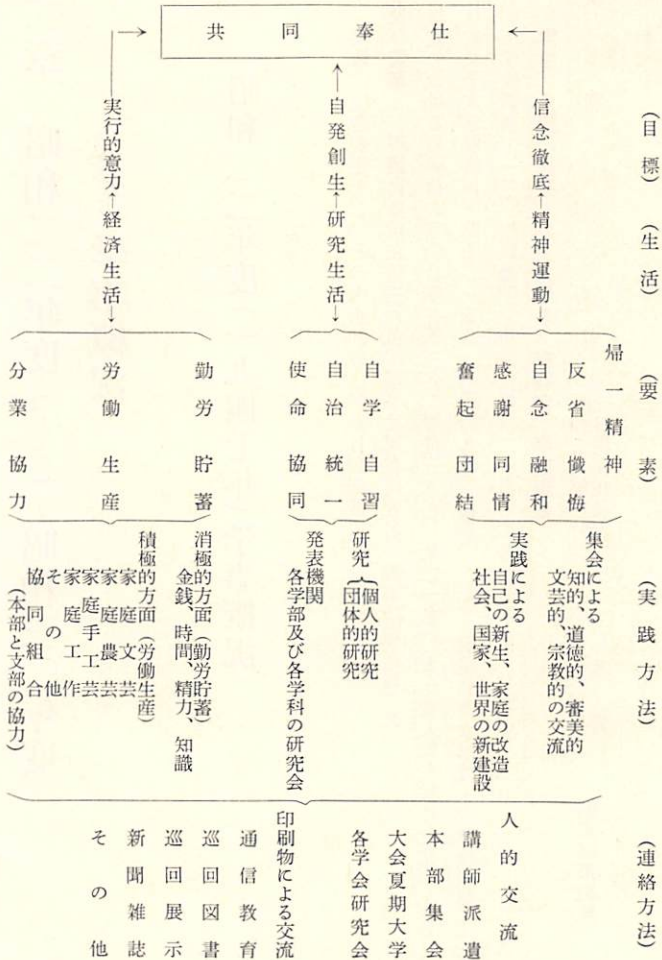 共同奉仕
（目標）
（生活）
（要素）
（実践方法）
（連絡方法）
信念徹底←精神運動→
帰一精神
反省懺悔
自念融和
感謝同情
奮起団結
集会による
知的、道徳的、審美的
文芸的、宗教的の交流
実践による
自己の新生、家庭の改造
社会、国家、世界の新建設
自発創生←研究生活→
自学自習
自治統一
使命協同
研究
個人的研究
団体的研究
発表機関
各学部及び各学科の研究会
実行的意力←経済生活→
勤労貯蓄
労働生産
分業協力
消極的方面（勤労貯蓄）
金銭、時間、精力、知識
積極的方面（労働生産）
家庭文芸
家庭農芸
家庭手工芸
家庭工作
その他
協同組合
（本部と支部の協力）
人的交流
講師派遣
本部集会
大会夏期大学
各学会研究会
印刷物による交流
通信教育
巡回図書
巡回展示
新聞雑誌
その他